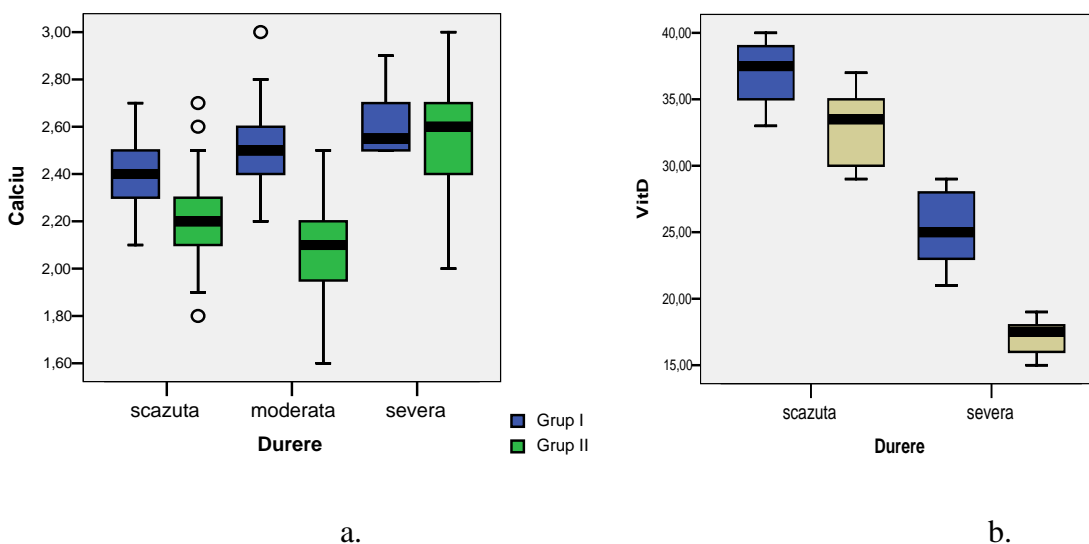 Calciu
3,00
2,80
2,60
2,40
2,20
2,00
1,80
1,60
scazuta moderata severa
Durere
Grup I
Grup II
a.
VitD
40,00
35,00
30,00
25,00
20,00
15,00
scazuta severa
Durere
b.